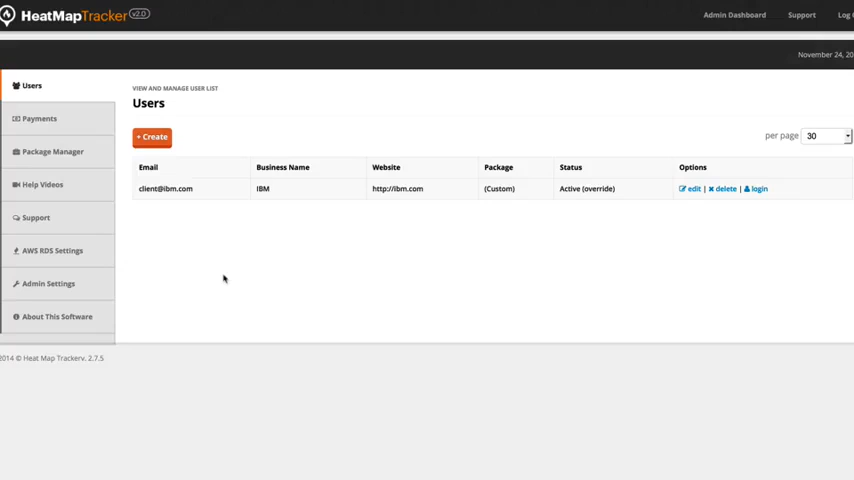 HeatMapTracker v2.0
Admin Dashboard Support Log
November 24, 20
Users
Payments
Package Manager
Help Videos
Support
AWS RDS Settings
Admin Settings
About This Software
VIEW AND MANAGE USER LIST
Users
+ Create
per page 30
Email Business Name Website Package Status Options
client@ibm.com IBM http://ibm.com (Custom) Active (override) edit | delete | login
2014 © Heat Map Trackerv. 2.7.5